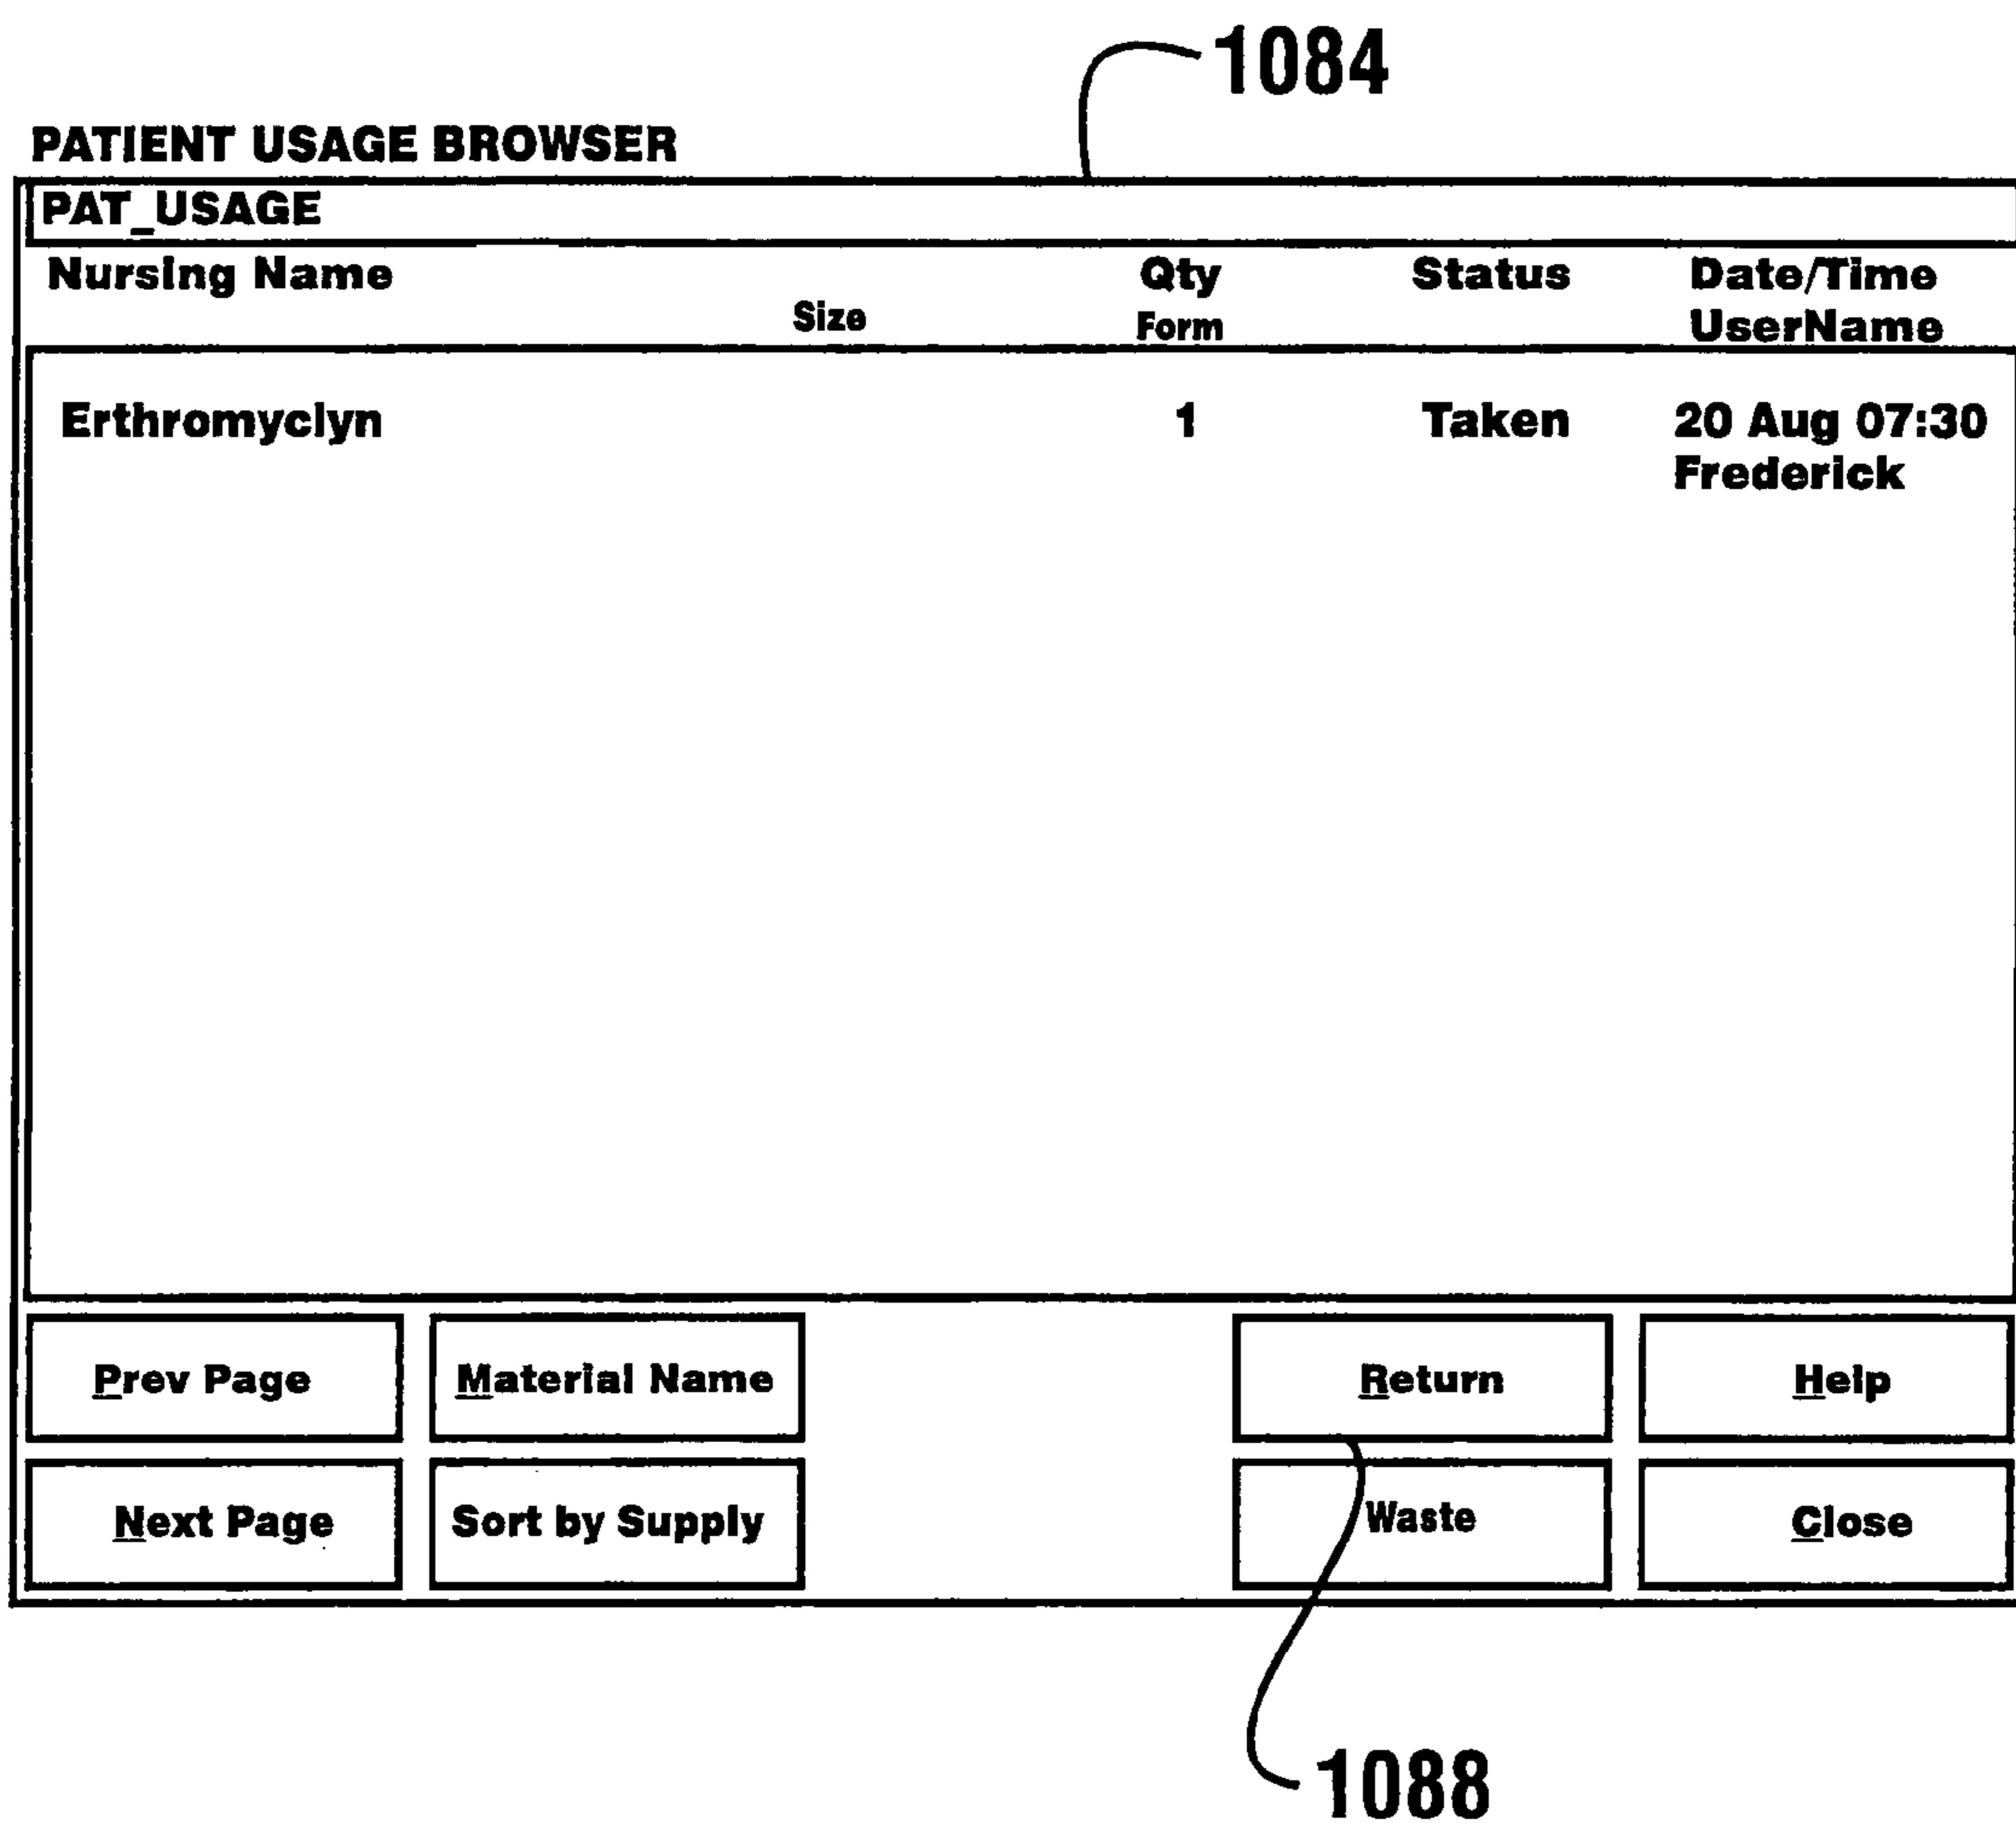 1084
PATIENT USAGE BROWSER
PAT_USAGE
Nursing Name Qty Status Date/Time
Size Form UserName
Erthromyclyn 1 Taken 20 Aug 07:30
Frederick
Prev Page Material Name Return Help
Next Page Sort by Supply Waste Close
1088